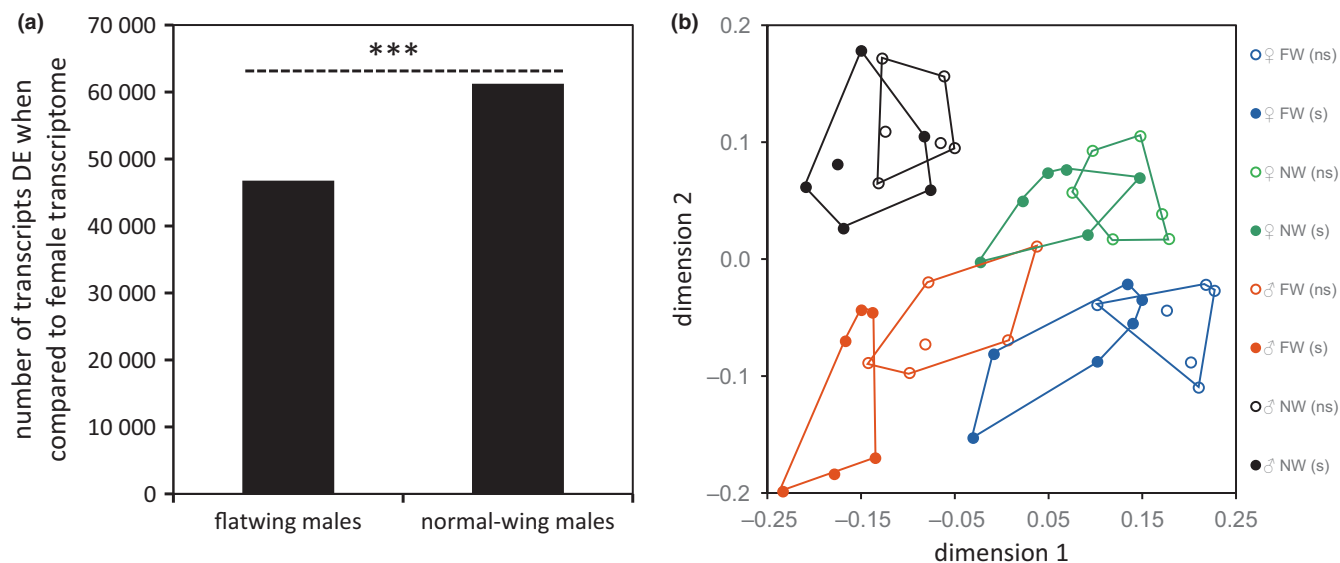 (a)
number of transcripts DE when
compared to female transcriptome
70 000
60 000
50 000
40 000
30 000
20 000
10 000
0
***
flatwing males
normal-wing males
(b)
dimension 2
0.2
0.1
0.0
–0.1
–0.2
–0.25
–0.15
–0.05
0.05
0.15
0.25
dimension 1
♀ FW (ns)
♀ FW (s)
♀ NW (ns)
♀ NW (s)
♂ FW (ns)
♂ FW (s)
♂ NW (ns)
♂ NW (s)